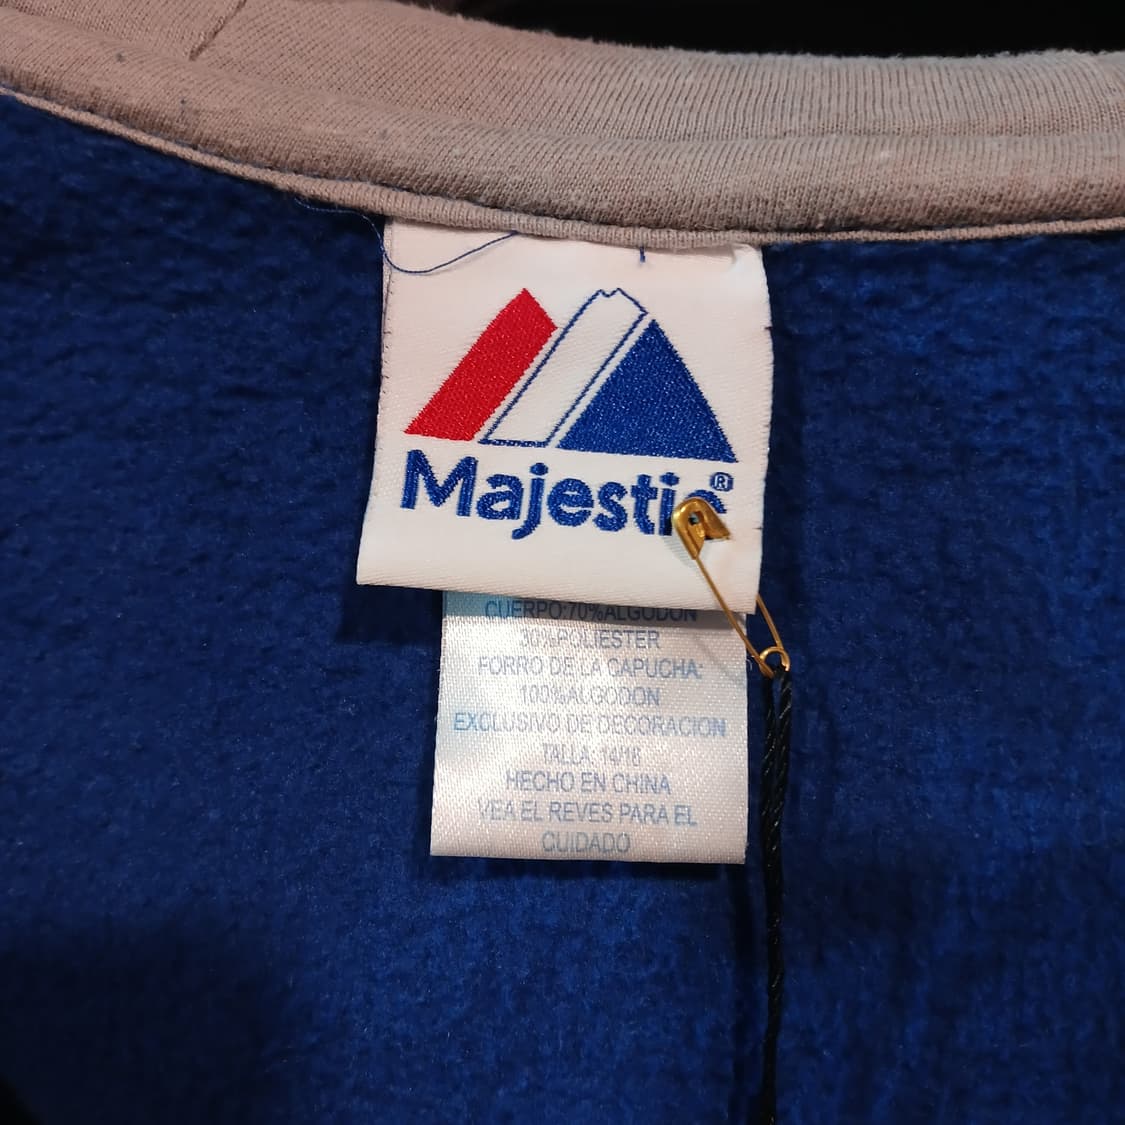 Majestic®
CUERPO:70%ALGODON
30%POLIESTER
FORRO DE LA CAPUCHA:
100%ALGODON
EXCLUSIVO DE DECORACION
TALLA: 14/16
HECHO EN CHINA
VEA EL REVES PARA EL
CUIDADO